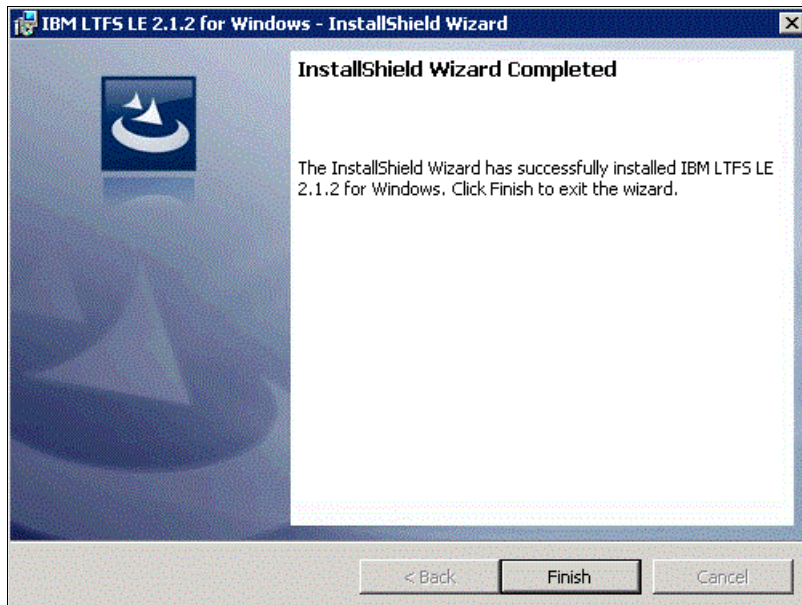 IBM LTFS LE 2.1.2 for Windows - InstallShield Wizard
InstallShield Wizard Completed
The InstallShield Wizard has successfully installed IBM LTFS LE
2.1.2 for Windows. Click Finish to exit the wizard.
< Back
Finish
Cancel